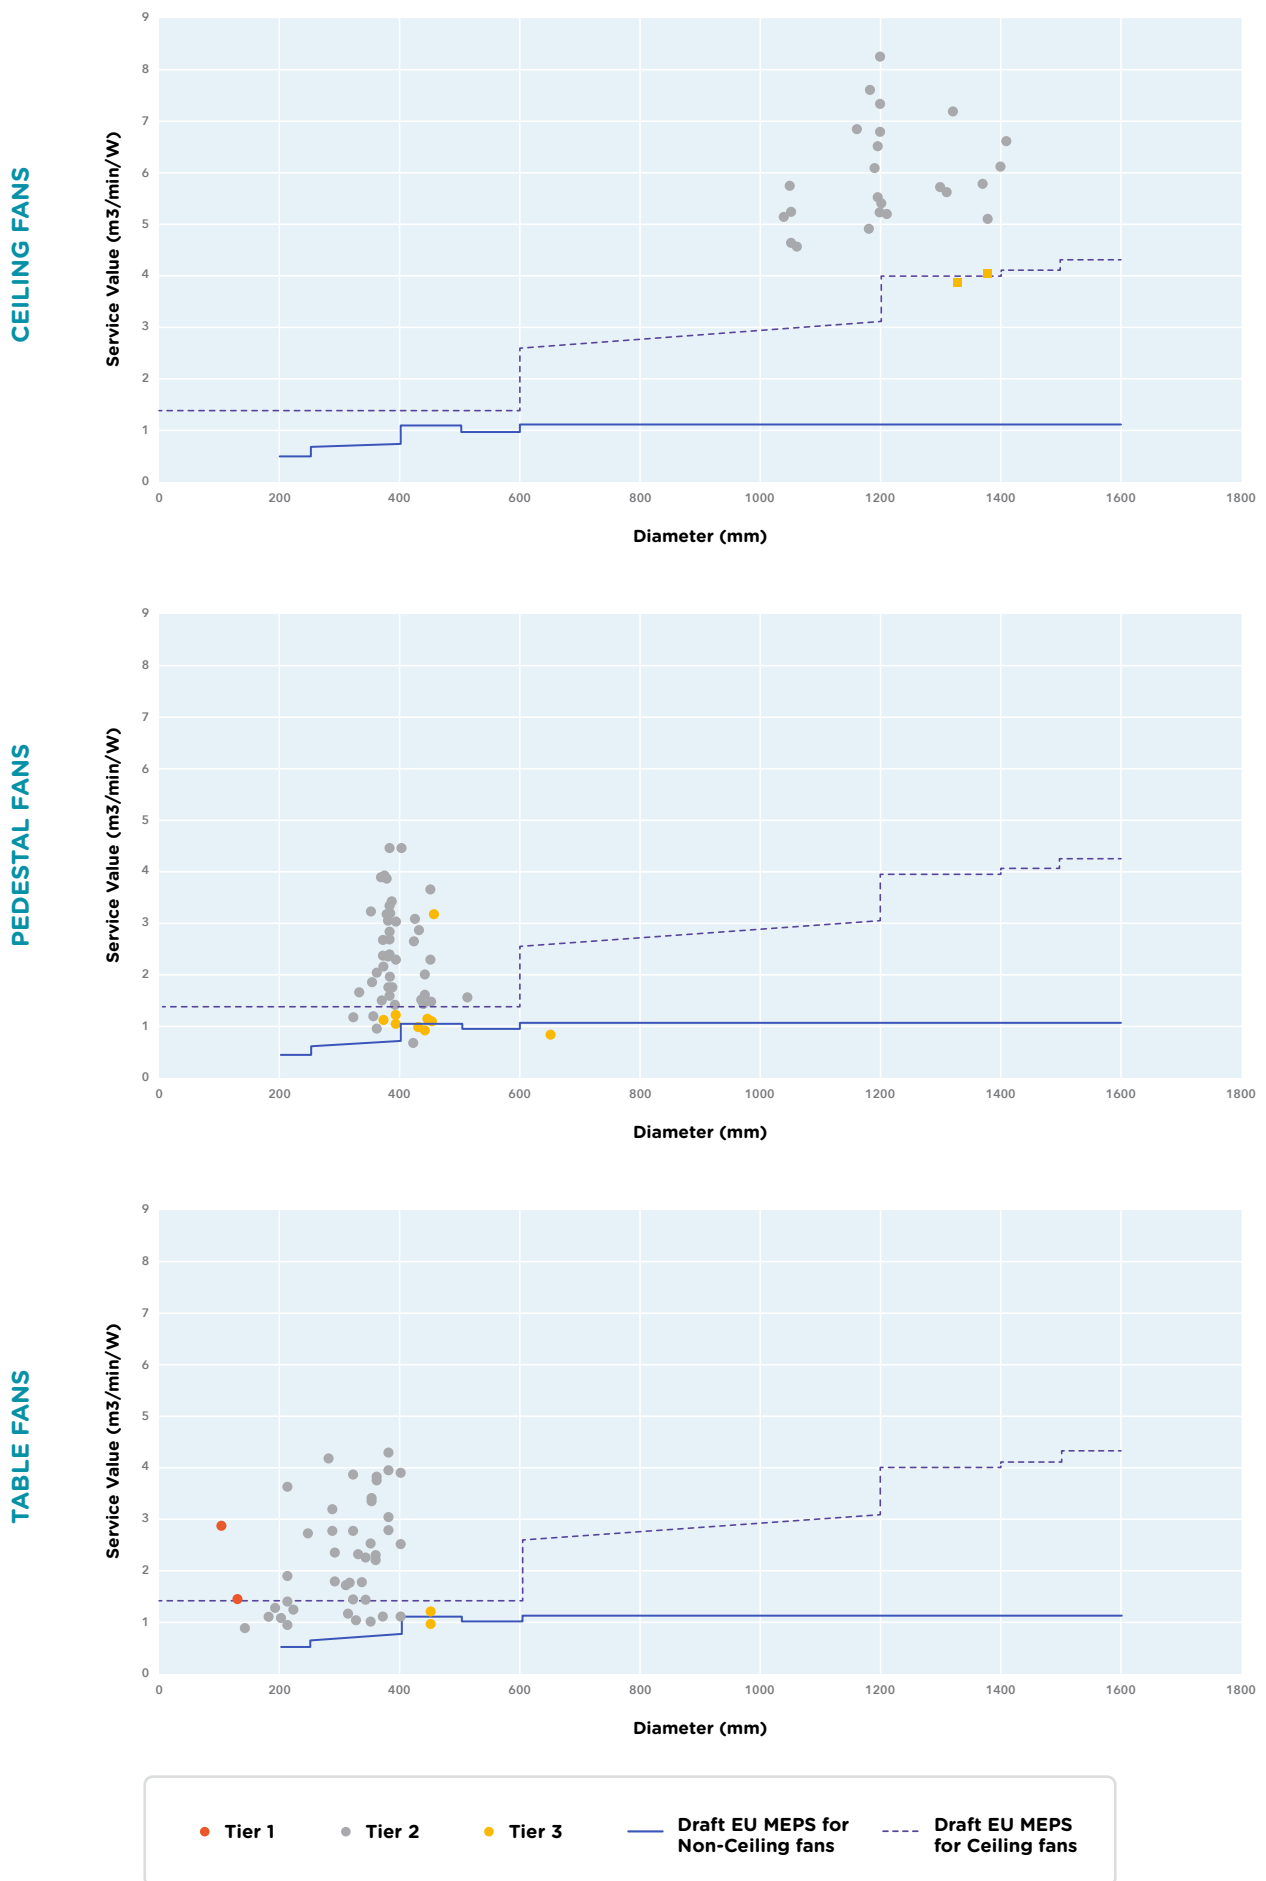 CEILING FANS
Service Value (m3/min/W)
9
8
7
6
5
4
3
2
1
0
0 200 400 600 800 1000 1200 1400 1600 1800
Diameter (mm)
PEDESTAL FANS
Service Value (m3/min/W)
9
8
7
6
5
4
3
2
1
0
0 200 400 600 800 1000 1200 1400 1600 1800
Diameter (mm)
TABLE FANS
Service Value (m3/min/W)
9
8
7
6
5
4
3
2
1
0
0 200 400 600 800 1000 1200 1400 1600 1800
Diameter (mm)
Tier 1
Tier 2
Tier 3
Draft EU MEPS for
Non-Ceiling fans
Draft EU MEPS
for Ceiling fans